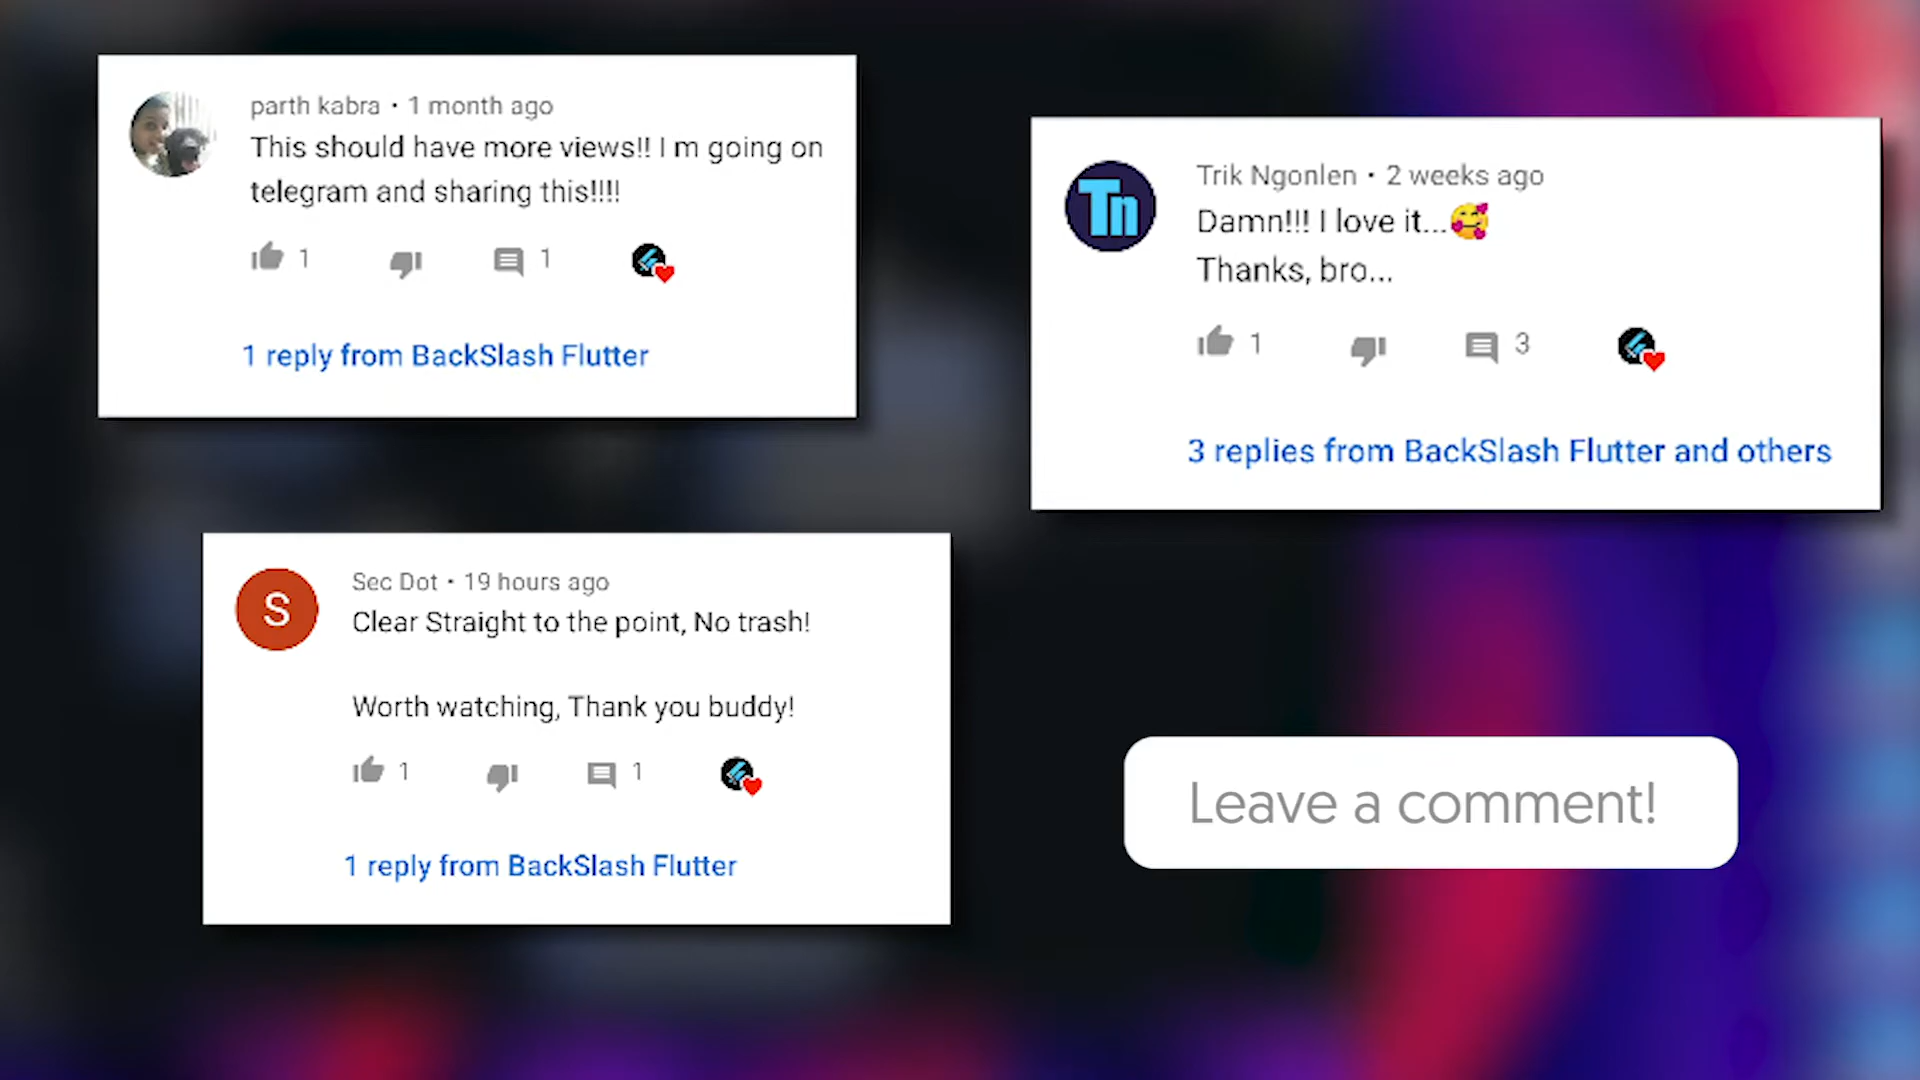 parth kabra • 1 month ago
This should have more views!! I m going on
telegram and sharing this!!!!
1
1
1 reply from BackSlash Flutter
Tn
Trik Ngonlen • 2 weeks ago
Damn!!! I love it...🥰
Thanks, bro...
1
3
3 replies from BackSlash Flutter and others
S
Sec Dot • 19 hours ago
Clear Straight to the point, No trash!
Worth watching, Thank you buddy!
1
1
1 reply from BackSlash Flutter
Leave a comment!